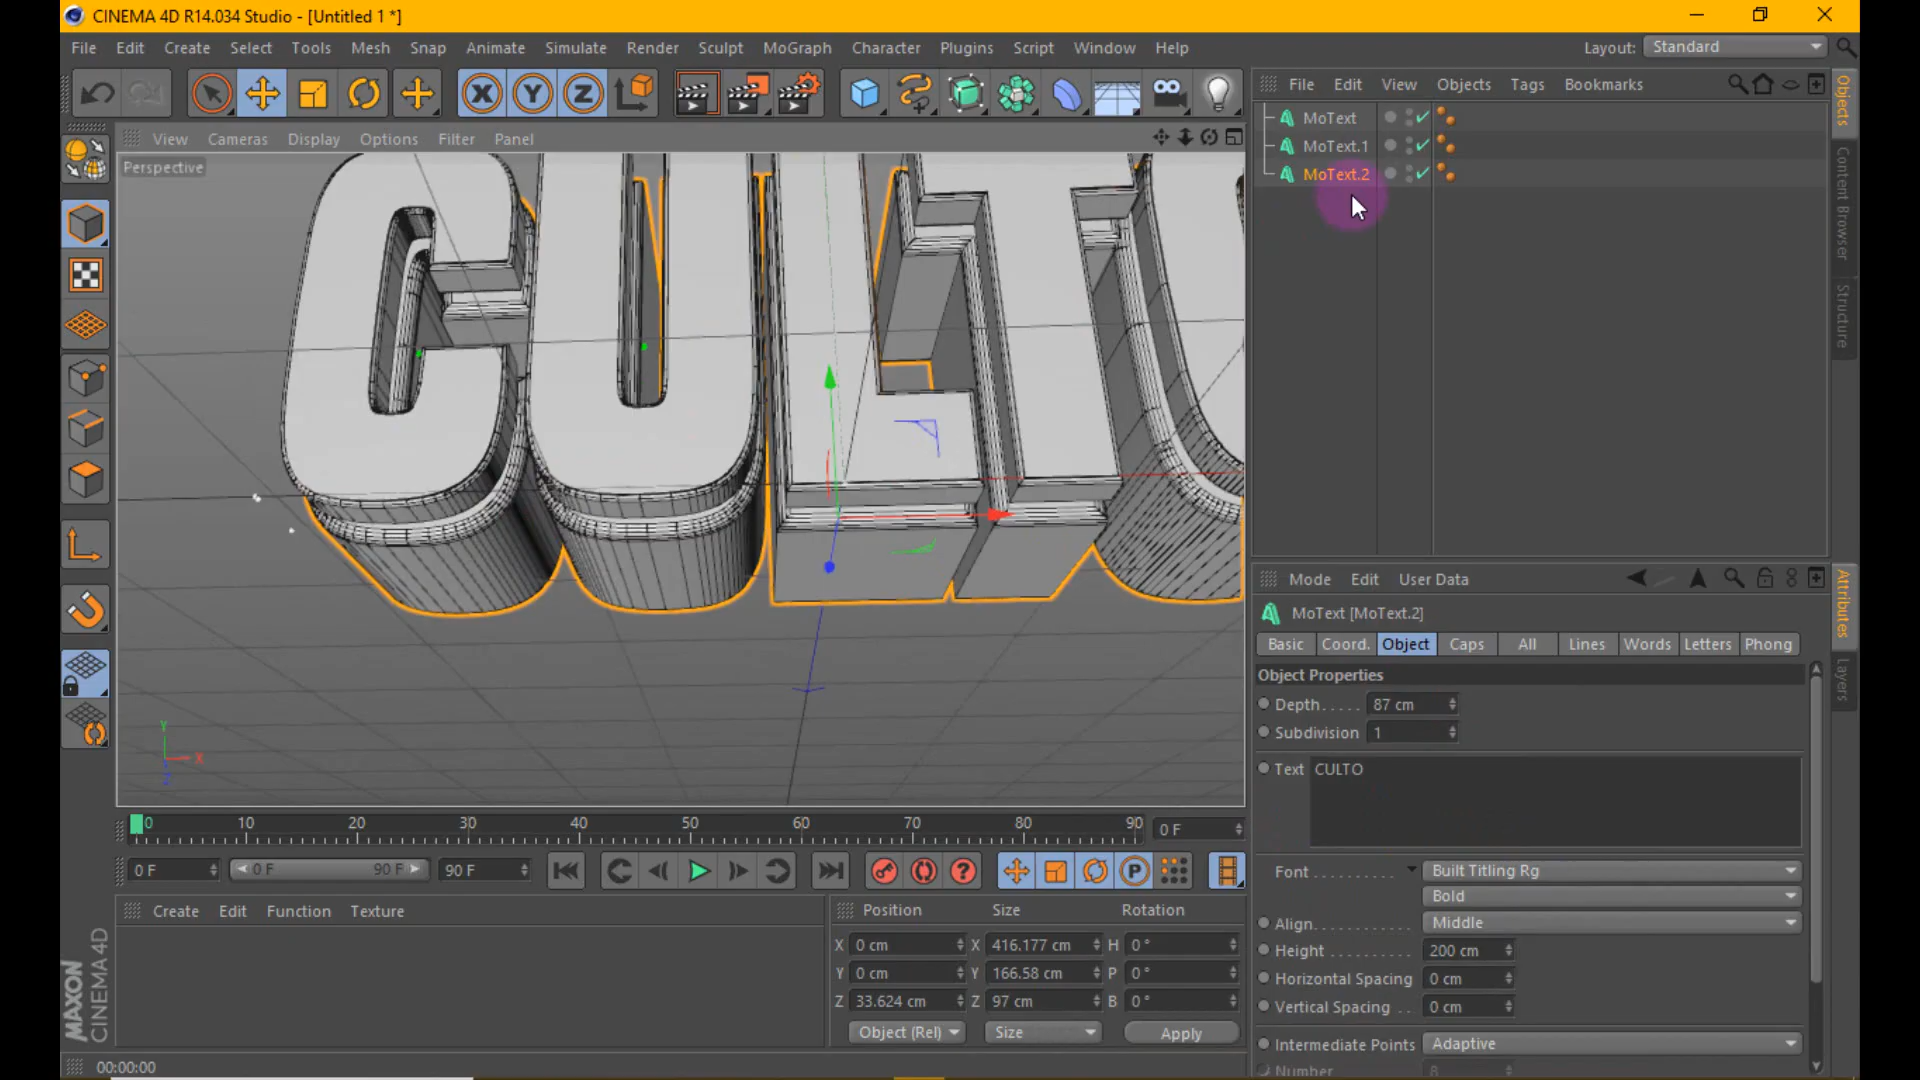 CINEMA 4D R14.034 Studio - [Untitled 1 *]
File Edit Create Select Tools Mesh Snap Animate Simulate Render Sculpt MoGraph Character Plugins Script Window Help Layout: Standard
X Y Z
File Edit View Objects Tags Bookmarks
View Cameras Display Options Filter Panel
Perspective
MoText
MoText.1
MoText.2
CULTO
Y
X
Z
Objects
Content Browser
Structure
Mode Edit User Data
MoText [MoText.2]
Basic Coord. Object Caps All Lines Words Letters Phong
Object Properties
Depth..... 87 cm
Subdivision 1
Text CULTO
Font .......... Built Titling Rg
Bold
Align............ Middle
Height .......... 200 cm
Horizontal Spacing 0 cm
Vertical Spacing .. 0 cm
Intermediate Points Adaptive
Number 8
Attributes
Layers
0 10 20 30 40 50 60 70 80 90 0 F
0 F 0 F 90 F 90 F
P
Create Edit Function Texture
Position Size Rotation
X 0 cm X 416.177 cm H 0 °
Y 0 cm Y 166.58 cm P 0 °
Z 33.624 cm Z 97 cm B 0 °
Object (Rel) Size Apply
MAXON
CINEMA 4D
00:00:00